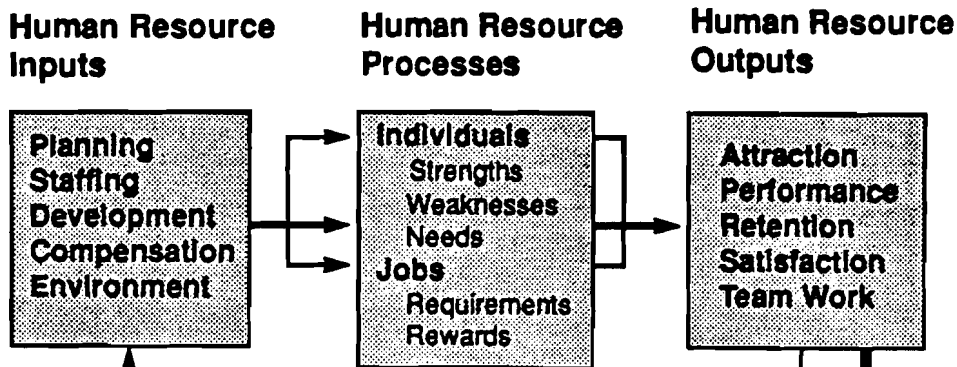 Human Resource
Inputs
Human Resource
Processes
Human Resource
Outputs
Planning
Staffing
Development
Compensation
Environment
Individuals
Strengths
Weaknesses
Needs
Jobs
Requirements
Rewards
Attraction
Performance
Retention
Satisfaction
Team Work